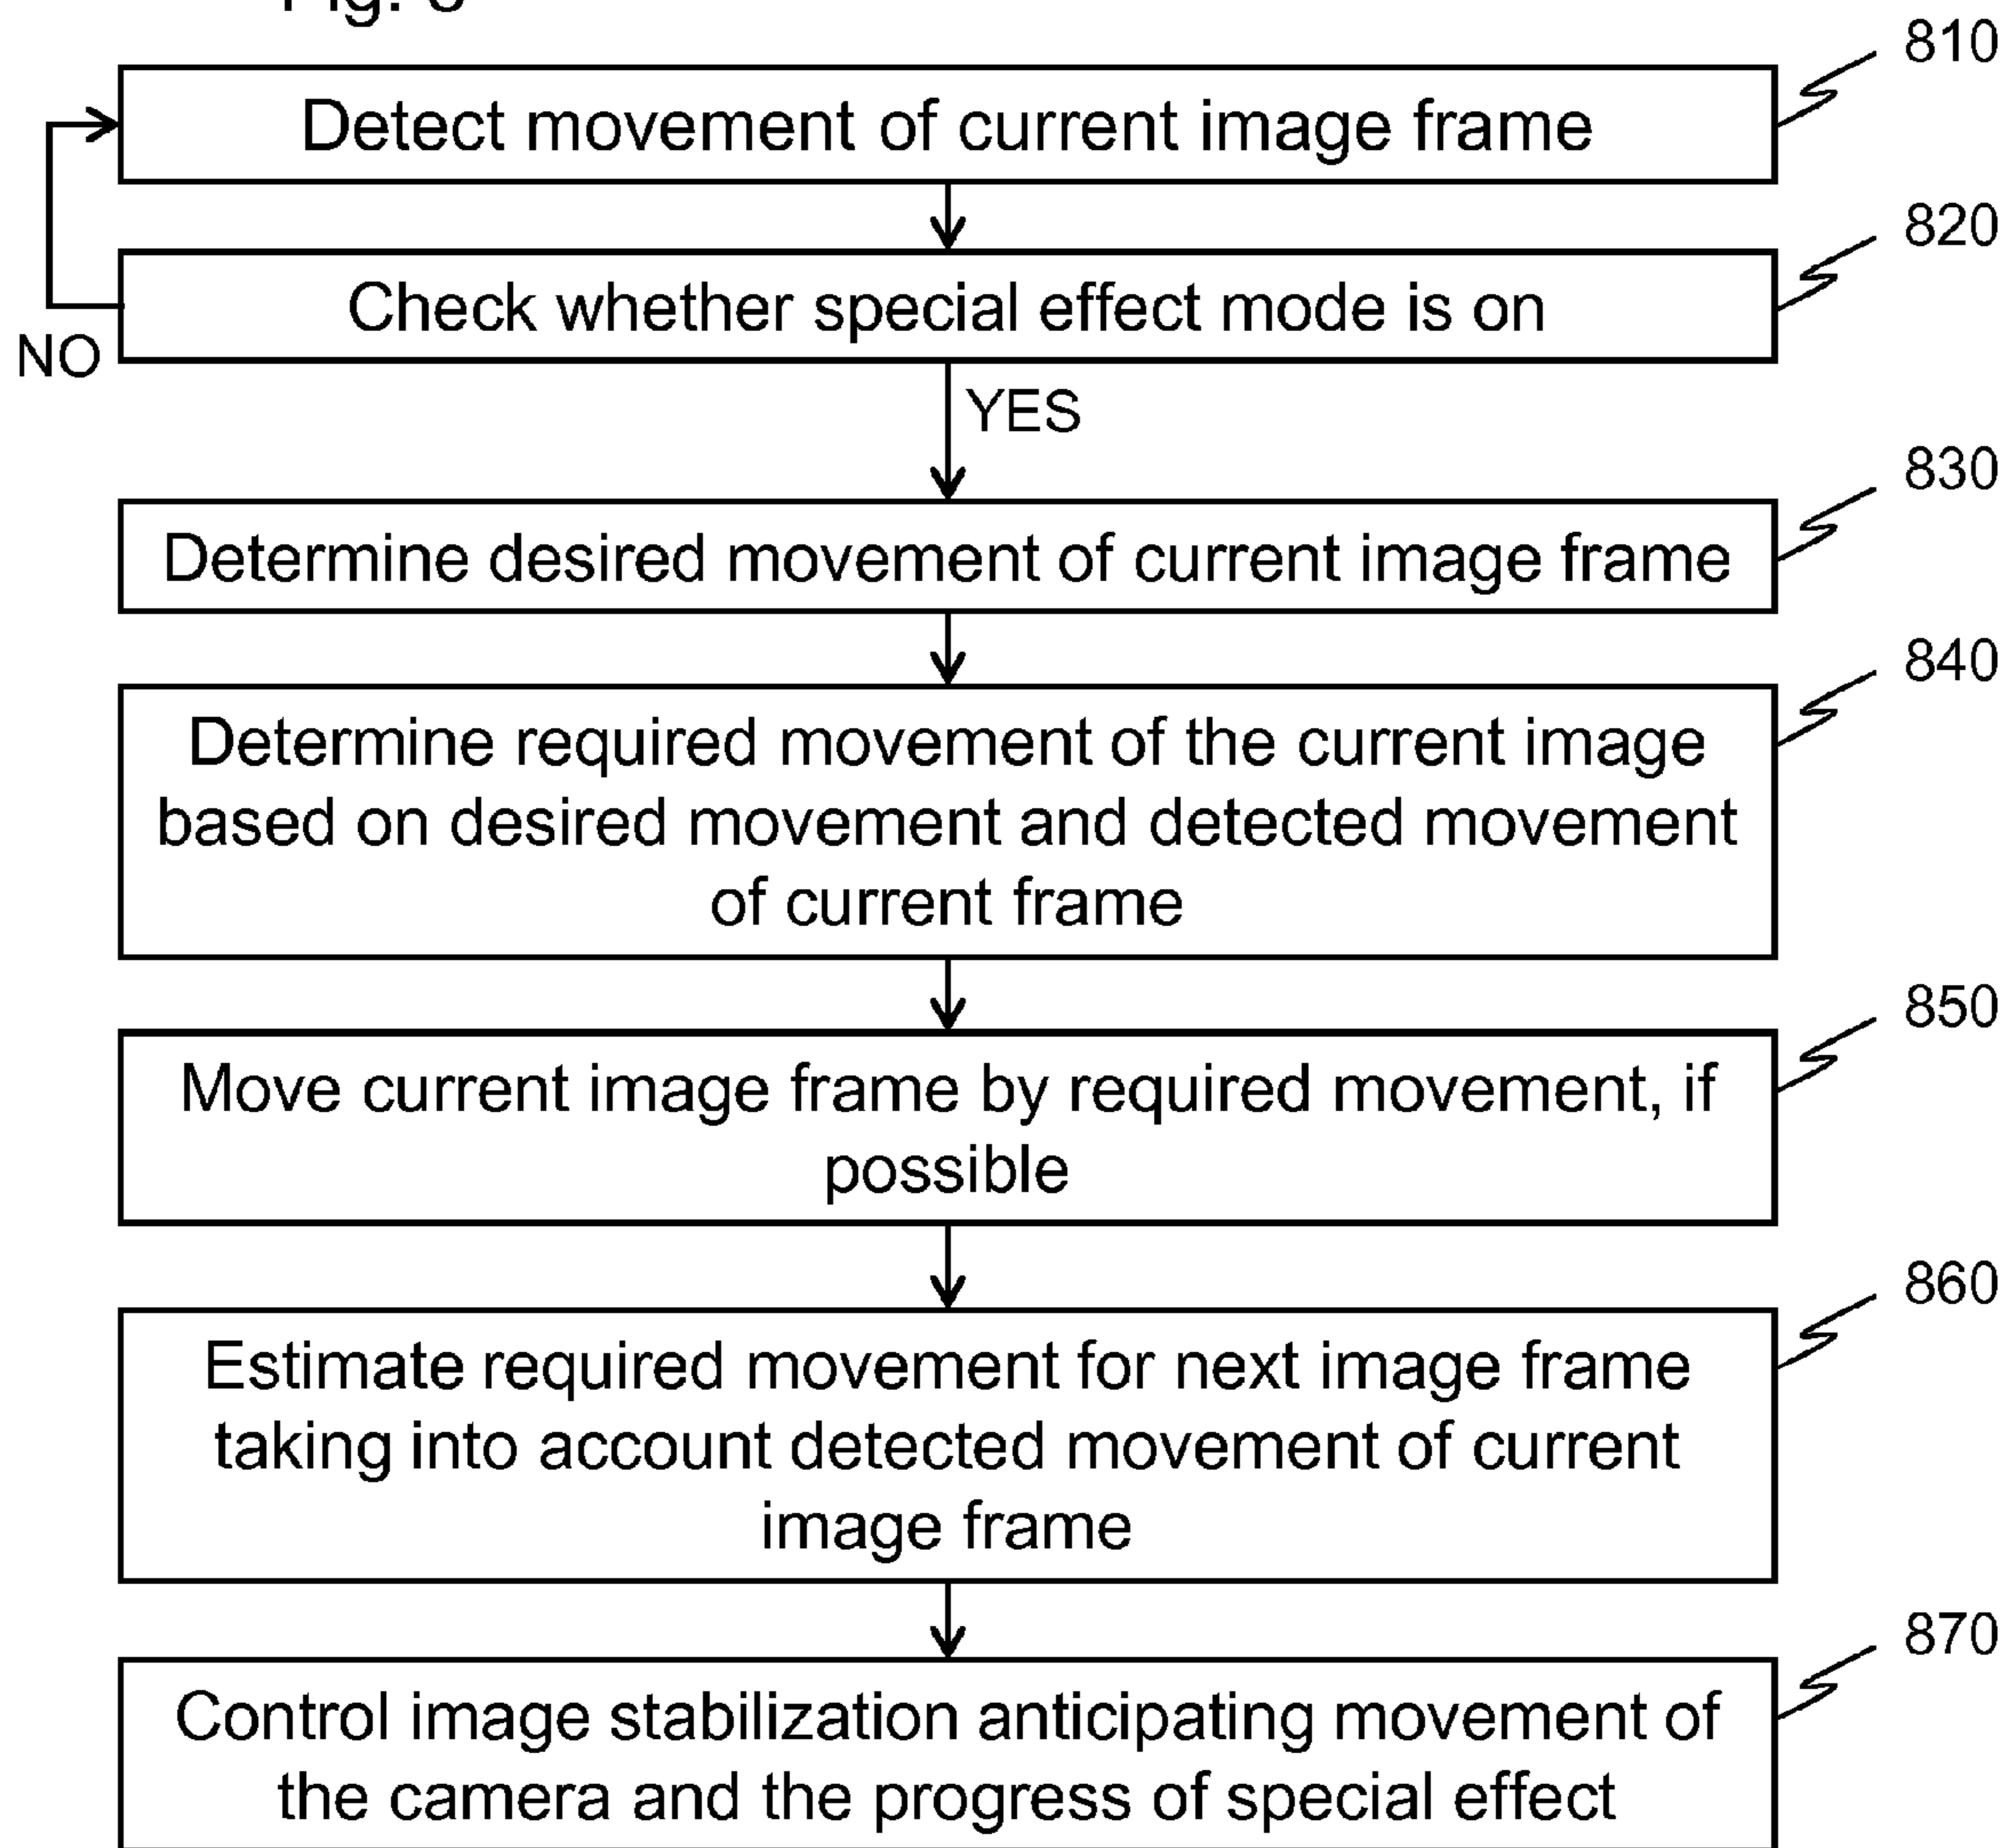 Fig. 8
810
Detect movement of current image frame
820
Check whether special effect mode is on
NO
YES
830
Determine desired movement of current image frame
840
Determine required movement of the current image
based on desired movement and detected movement
of current frame
850
Move current image frame by required movement, if
possible
860
Estimate required movement for next image frame
taking into account detected movement of current
image frame
870
Control image stabilization anticipating movement of
the camera and the progress of special effect